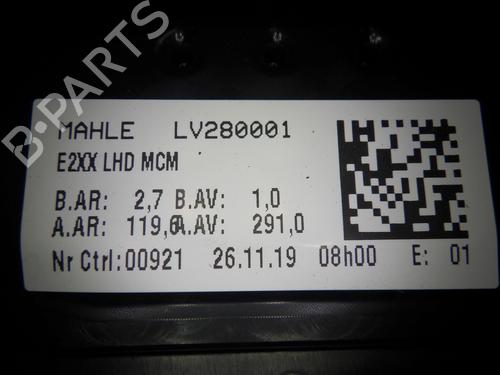 B-PARTS
MAHLE LV280001
E2XX LHD MCM
B.AR: 2,7 B.AV: 1,0
A.AR: 119,6 A.AV: 291,0
Nr Ctrl:00921 26.11.19 08h00 E: 01